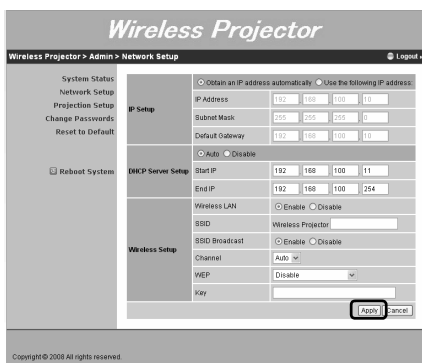 Wireless Projector
Wireless Projector > Admin > Network Setup
Logout
System Status
Network Setup
Projection Setup
Change Passwords
Reset to Default
Reboot System
IP Setup
Obtain an IP address automatically Use the following IP address:
IP Address 192 . 168 . 100 . 10
Subnet Mask 255 . 255 . 255 . 0
Default Gateway 192 . 168 . 100 . 10
DHCP Server Setup
Auto Disable
Start IP 192 . 168 . 100 . 11
End IP 192 . 168 . 100 . 254
Wireless Setup
Wireless LAN Enable Disable
SSID Wireless Projector
SSID Broadcast Enable Disable
Channel Auto
WEP Disable
Key
Apply Cancel
Copyright © 2008 All rights reserved.